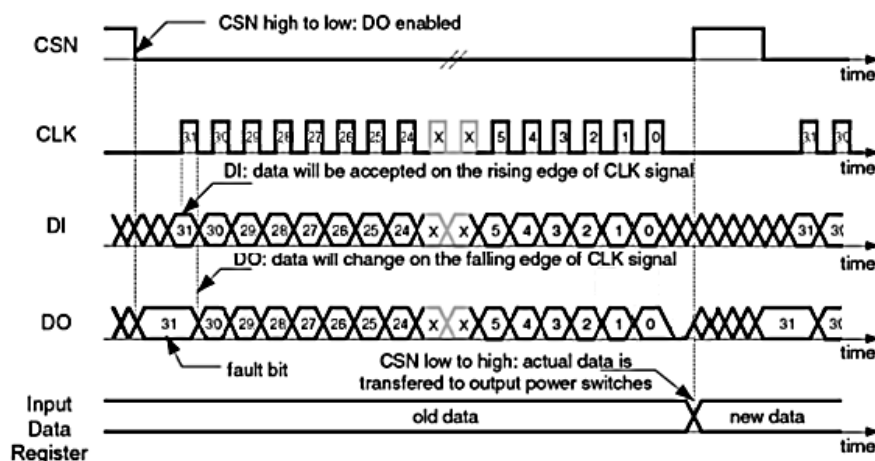 CSN high to low: DO enabled
CSN
time
CLK
31 30 29 28 27 26 25 24 X X 5 4 3 2 1 0 31 30
time
DI: data will be accepted on the rising edge of CLK signal
DI
31 30 29 28 27 26 25 24 X X 5 4 3 2 1 0 31
time
DO: data will change on the falling edge of CLK signal
DO
31 30 29 28 27 26 25 24 X X 5 4 3 2 1 0 31
time
fault bit
CSN low to high: actual data is
transfered to output power switches
Input
Data
Register
old data
new data
time